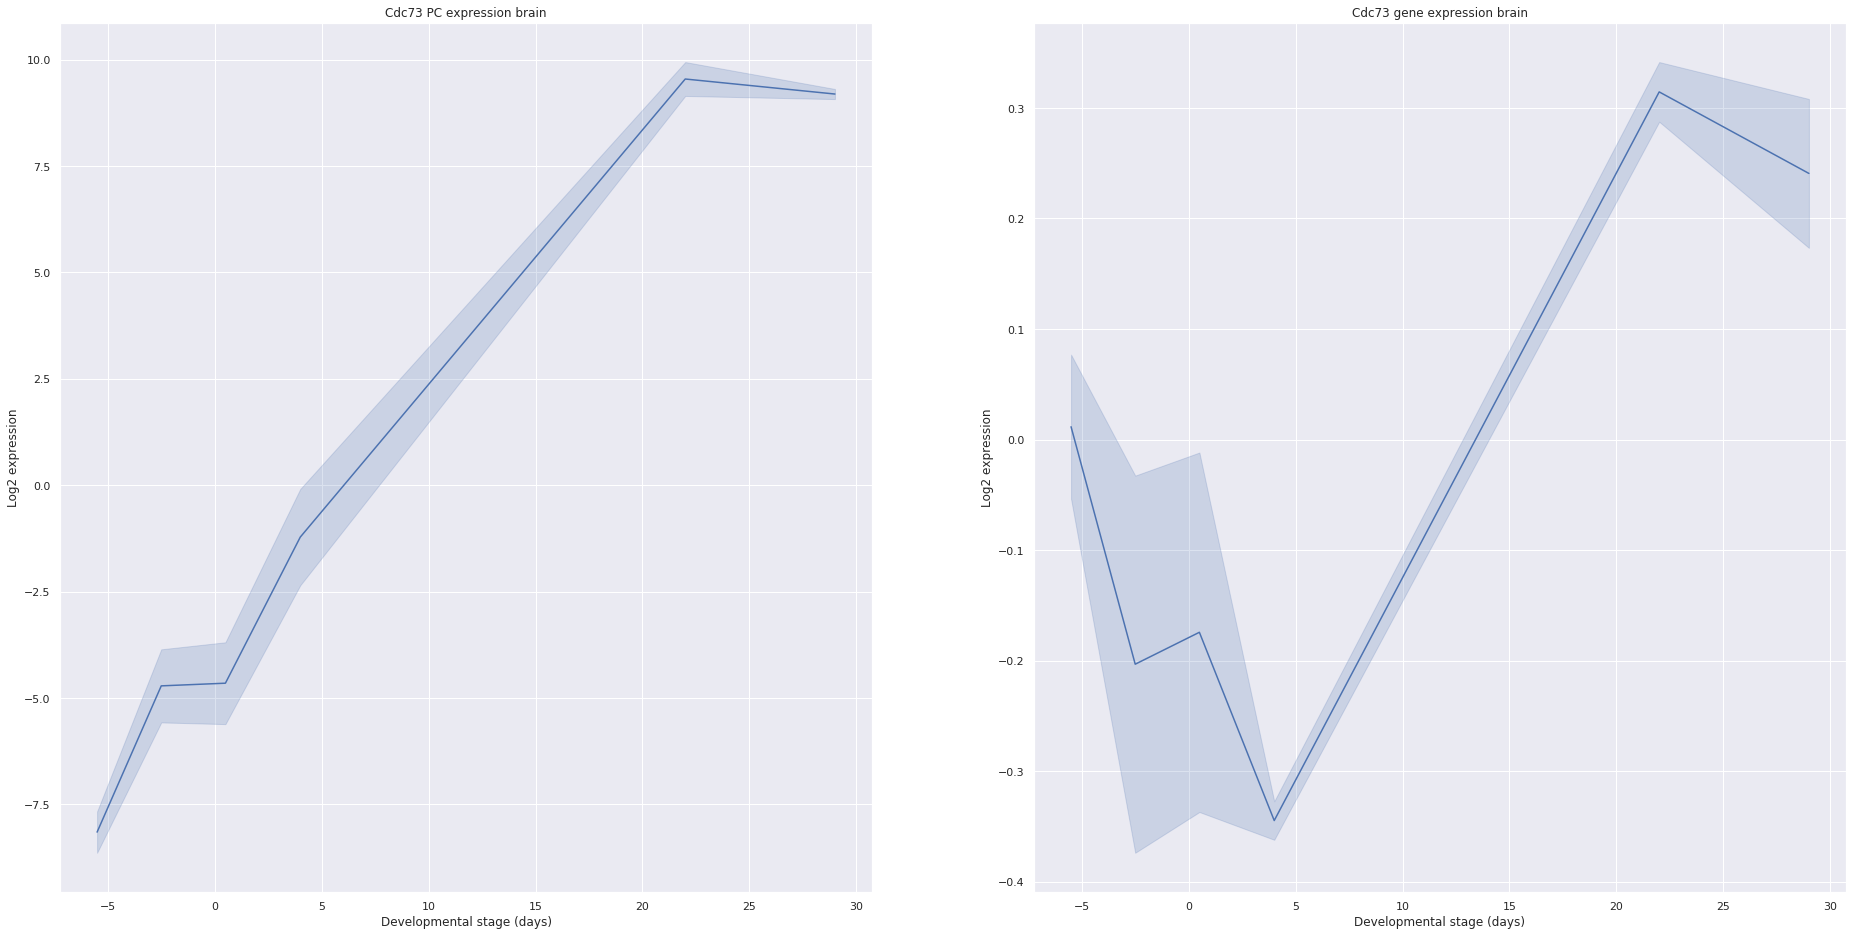 Cdc73 PC expression brain
10.0
7.5
5.0
2.5
0.0
−2.5
−5.0
−7.5
Log2 expression
−5 0 5 10 15 20 25 30
Developmental stage (days)
Cdc73 gene expression brain
0.3
0.2
0.1
0.0
−0.1
−0.2
−0.3
−0.4
Log2 expression
−5 0 5 10 15 20 25 30
Developmental stage (days)